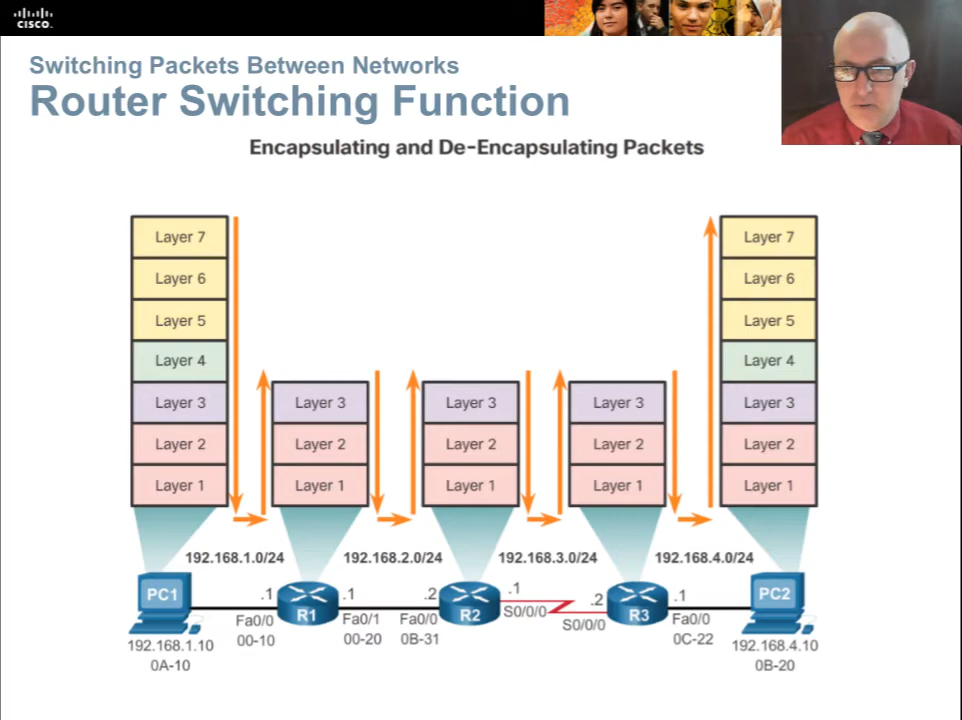 CISCO.
Switching Packets Between Networks
Router Switching Function
Encapsulating and De-Encapsulating Packets
Layer 7
Layer 6
Layer 5
Layer 4
Layer 3
Layer 2
Layer 1
Layer 3
Layer 2
Layer 1
Layer 3
Layer 2
Layer 1
Layer 3
Layer 2
Layer 1
Layer 7
Layer 6
Layer 5
Layer 4
Layer 3
Layer 2
Layer 1
192.168.1.0/24
192.168.2.0/24
192.168.3.0/24
192.168.4.0/24
PC1
192.168.1.10
0A-10
.1
Fa0/0
00-10
R1
.1
Fa0/1
00-20
.2
Fa0/0
0B-31
R2
.1
S0/0/0
.2
S0/0/0
R3
.1
Fa0/0
0C-22
PC2
192.168.4.10
0B-20